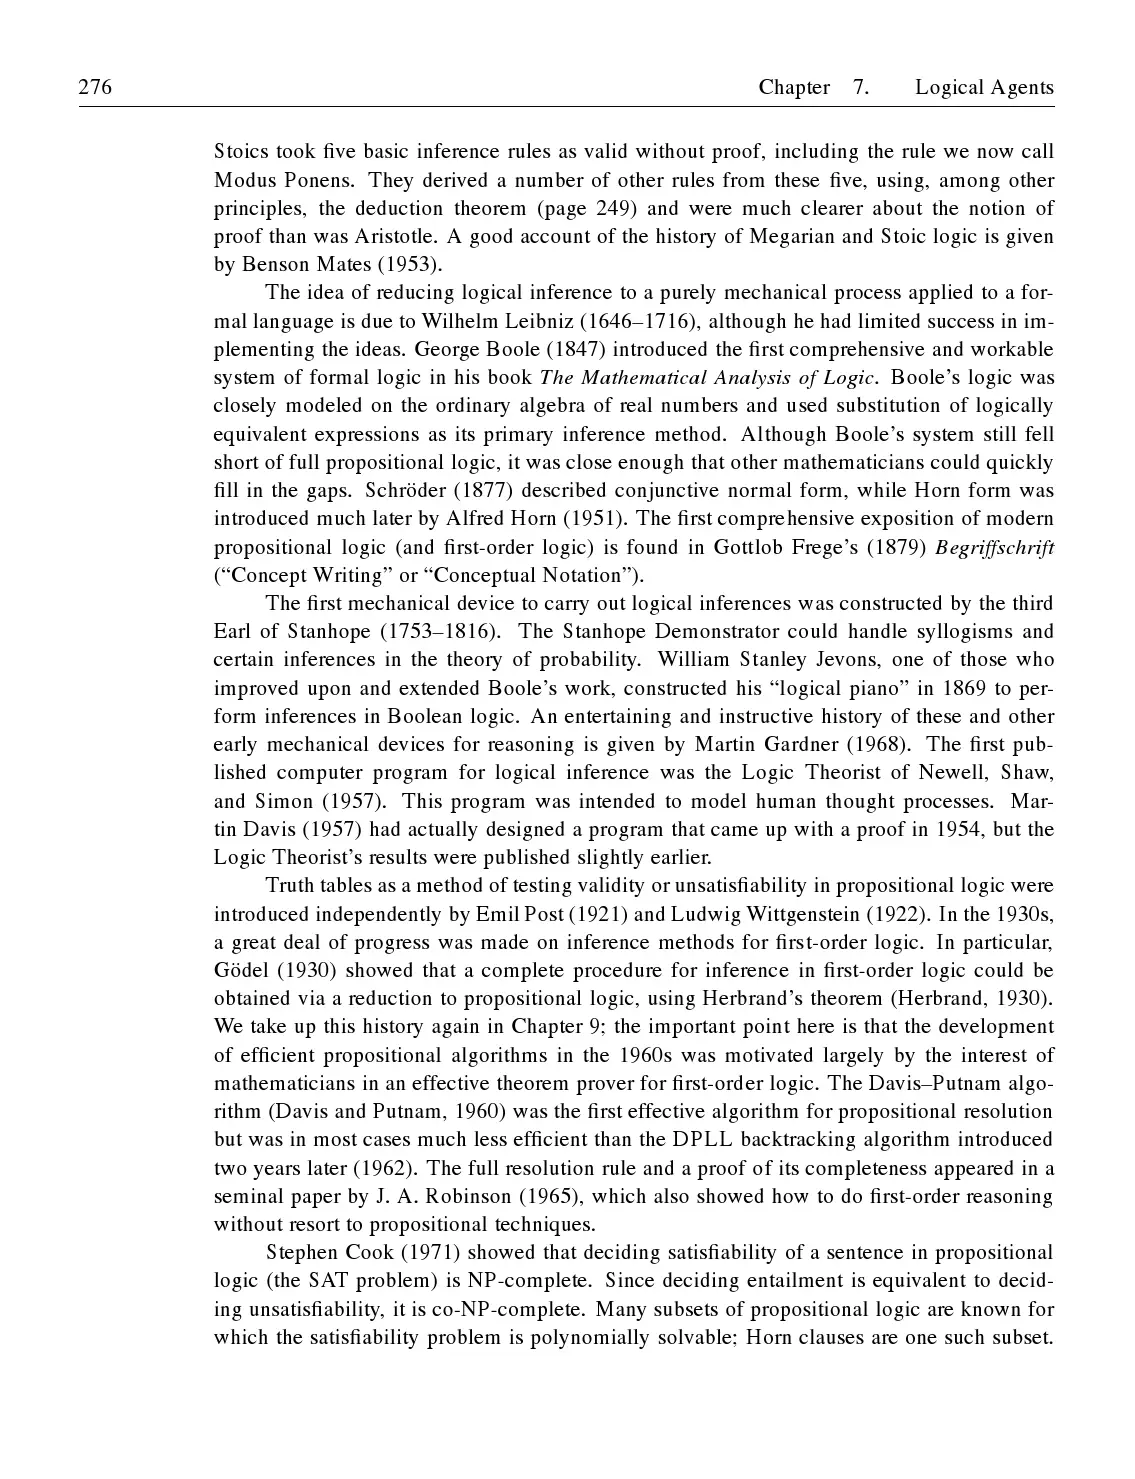 276 Chapter 7. Logical Agents
Stoics took five basic inference rules as valid without proof, including the rule we now call
Modus Ponens. They derived a number of other rules from these five, using, among other
principles, the deduction theorem (page 249) and were much clearer about the notion of
proof than was Aristotle. A good account of the history of Megarian and Stoic logic is given
by Benson Mates (1953).
The idea of reducing logical inference to a purely mechanical process applied to a for-
mal language is due to Wilhelm Leibniz (1646–1716), although he had limited success in im-
plementing the ideas. George Boole (1847) introduced the first comprehensive and workable
system of formal logic in his book The Mathematical Analysis of Logic. Boole's logic was
closely modeled on the ordinary algebra of real numbers and used substitution of logically
equivalent expressions as its primary inference method. Although Boole's system still fell
short of full propositional logic, it was close enough that other mathematicians could quickly
fill in the gaps. Schröder (1877) described conjunctive normal form, while Horn form was
introduced much later by Alfred Horn (1951). The first comprehensive exposition of modern
propositional logic (and first-order logic) is found in Gottlob Frege's (1879) Begriffschrift
(“Concept Writing” or “Conceptual Notation”).
The first mechanical device to carry out logical inferences was constructed by the third
Earl of Stanhope (1753–1816). The Stanhope Demonstrator could handle syllogisms and
certain inferences in the theory of probability. William Stanley Jevons, one of those who
improved upon and extended Boole's work, constructed his “logical piano” in 1869 to per-
form inferences in Boolean logic. An entertaining and instructive history of these and other
early mechanical devices for reasoning is given by Martin Gardner (1968). The first pub-
lished computer program for logical inference was the Logic Theorist of Newell, Shaw,
and Simon (1957). This program was intended to model human thought processes. Mar-
tin Davis (1957) had actually designed a program that came up with a proof in 1954, but the
Logic Theorist's results were published slightly earlier.
Truth tables as a method of testing validity or unsatisfiability in propositional logic were
introduced independently by Emil Post (1921) and Ludwig Wittgenstein (1922). In the 1930s,
a great deal of progress was made on inference methods for first-order logic. In particular,
Gödel (1930) showed that a complete procedure for inference in first-order logic could be
obtained via a reduction to propositional logic, using Herbrand's theorem (Herbrand, 1930).
We take up this history again in Chapter 9; the important point here is that the development
of efficient propositional algorithms in the 1960s was motivated largely by the interest of
mathematicians in an effective theorem prover for first-order logic. The Davis–Putnam algo-
rithm (Davis and Putnam, 1960) was the first effective algorithm for propositional resolution
but was in most cases much less efficient than the DPLL backtracking algorithm introduced
two years later (1962). The full resolution rule and a proof of its completeness appeared in a
seminal paper by J. A. Robinson (1965), which also showed how to do first-order reasoning
without resort to propositional techniques.
Stephen Cook (1971) showed that deciding satisfiability of a sentence in propositional
logic (the SAT problem) is NP-complete. Since deciding entailment is equivalent to decid-
ing unsatisfiability, it is co-NP-complete. Many subsets of propositional logic are known for
which the satisfiability problem is polynomially solvable; Horn clauses are one such subset.